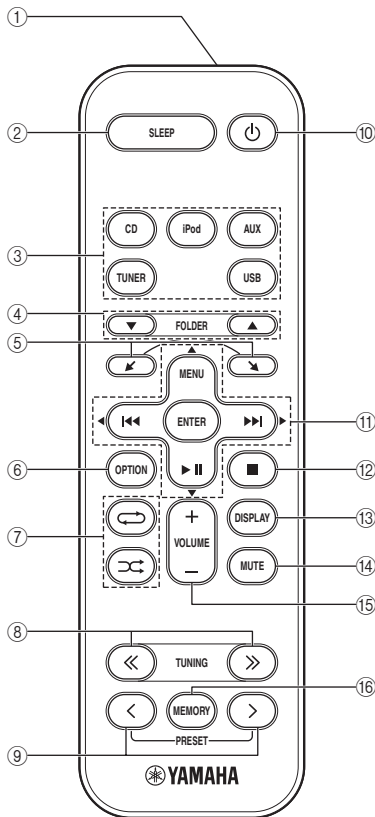 ①
② SLEEP ⑩
CD iPod AUX
③
TUNER USB
④ FOLDER
⑤
MENU
ENTER ⑪
⑥ OPTION ⑫
DISPLAY ⑬
⑦ + VOLUME −
MUTE ⑭
⑮
⑧ TUNING
⑯
MEMORY
⑨ PRESET
YAMAHA